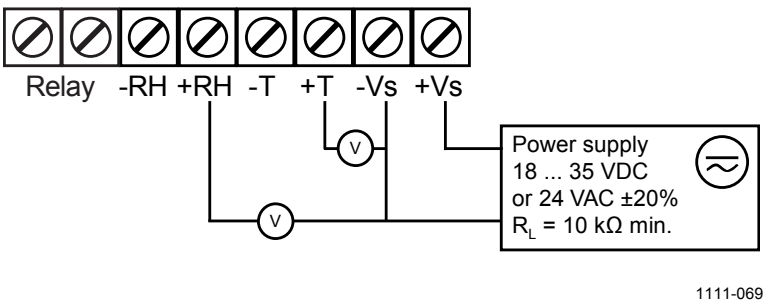 Relay -RH +RH -T +T -Vs +Vs
V
V
Power supply
18 ... 35 VDC
or 24 VAC ±20%
RL = 10 kΩ min.
1111-069